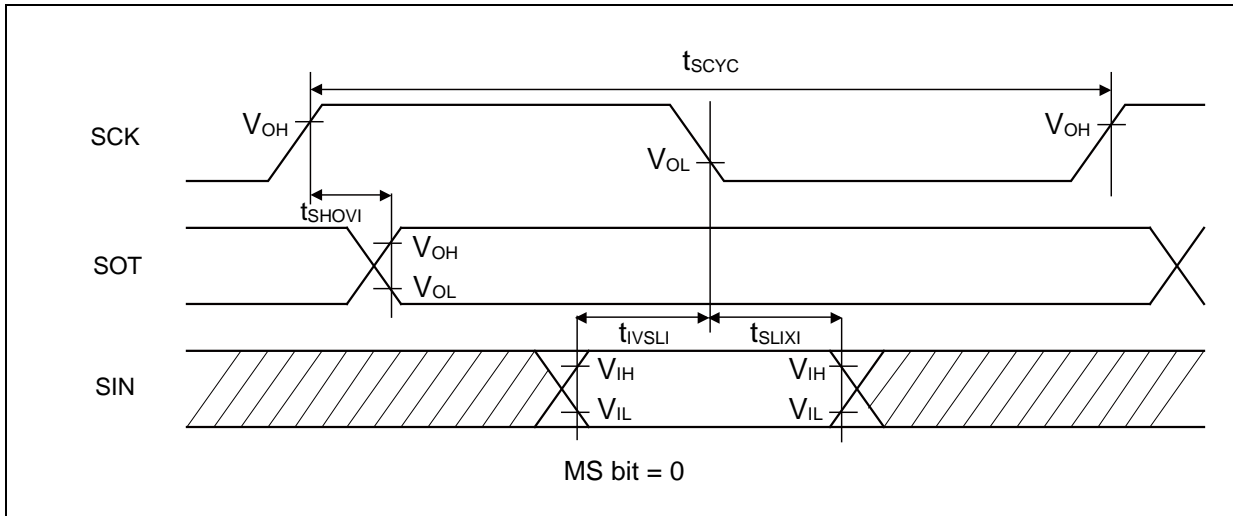 tSCYC
SCK
VOH
VOL
VOH
tSHOVI
SOT
VOH
VOL
tIVSLI
tSLIXI
SIN
VIH
VIL
VIH
VIL
MS bit = 0